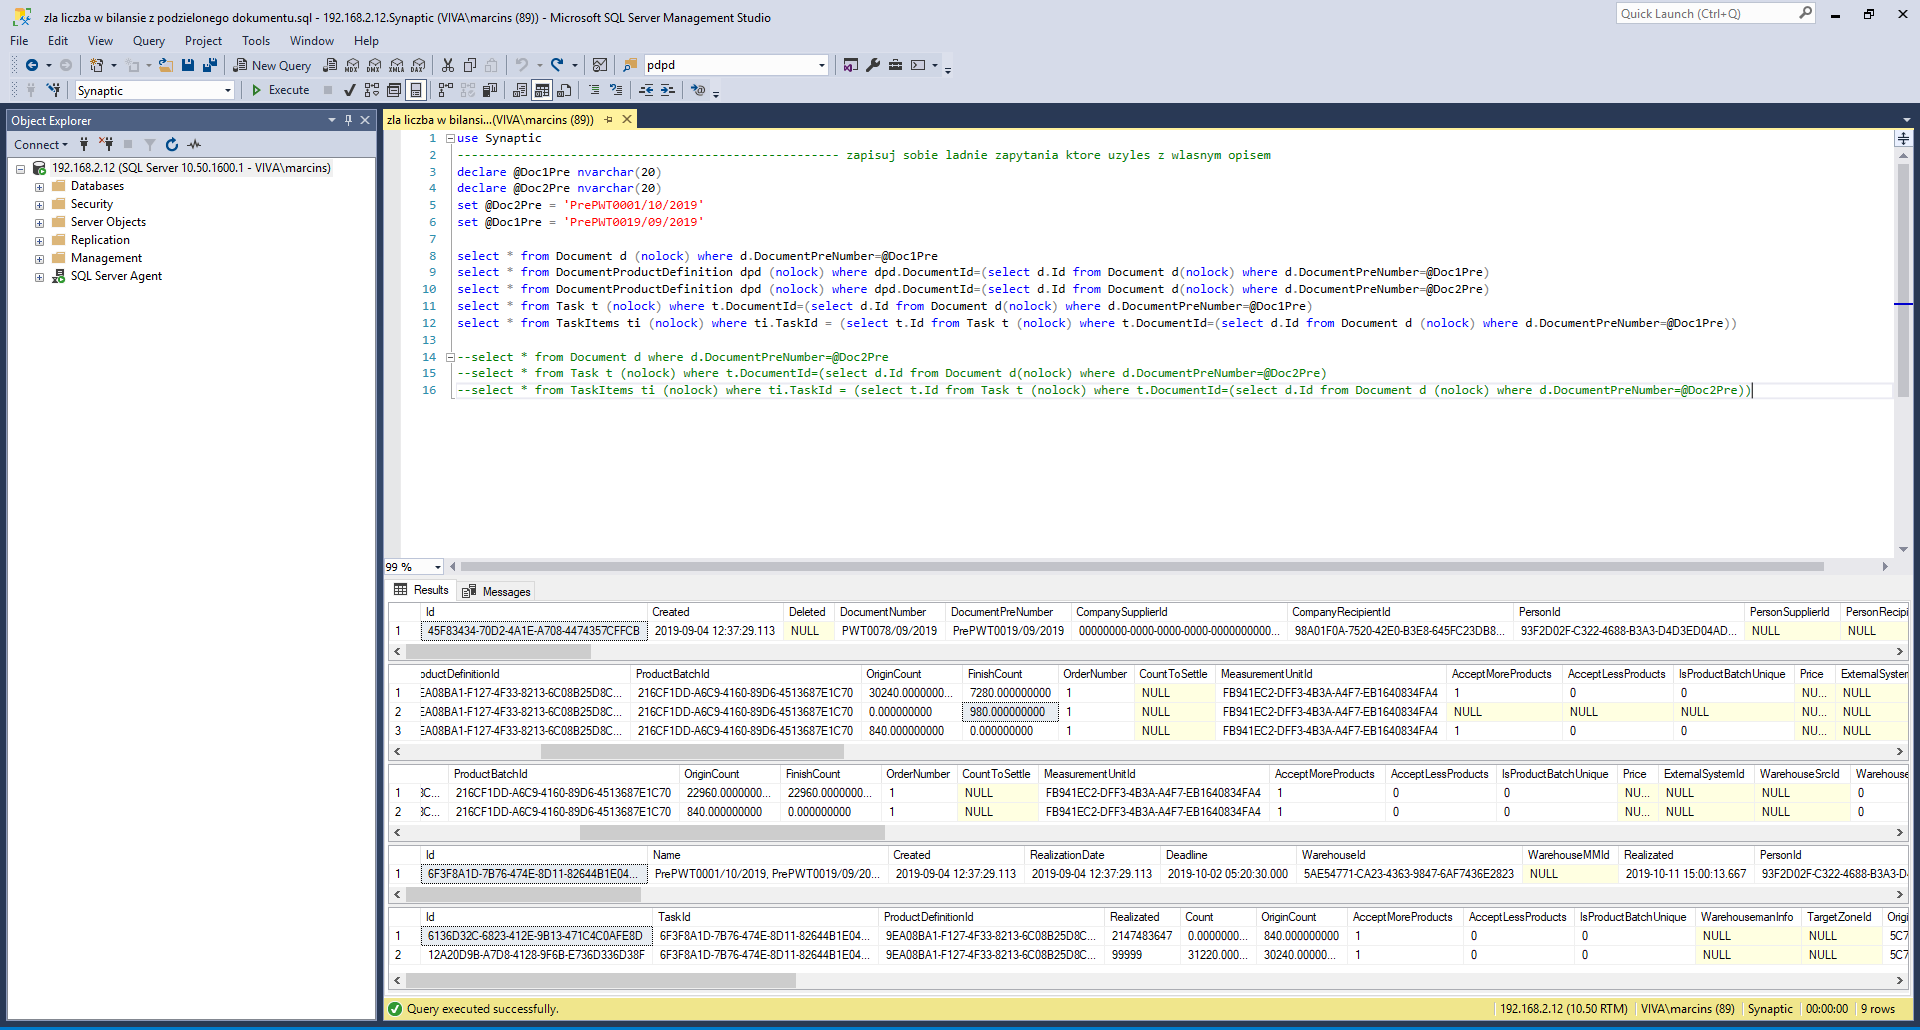 zla liczba w bilansie z podzielonego dokumentu.sql - 192.168.2.12.Synaptic (VIVA\marcins (89)) - Microsoft SQL Server Management Studio
Quick Launch (Ctrl+Q)
File Edit View Query Project Tools Window Help
New Query MDX DMX XMLA DAX pdpd
Synaptic Execute
Object Explorer
Connect
192.168.2.12 (SQL Server 10.50.1600.1 - VIVA\marcins)
Databases
Security
Server Objects
Replication
Management
SQL Server Agent
zla liczba w bilansi...(VIVA\marcins (89))
1 use Synaptic
2 ------------------------------------------------------ zapisuj sobie ladnie zapytania ktore uzyles z wlasnym opisem
3 declare @Doc1Pre nvarchar(20)
4 declare @Doc2Pre nvarchar(20)
5 set @Doc2Pre = 'PrePWT0001/10/2019'
6 set @Doc1Pre = 'PrePWT0019/09/2019'
7
8 select * from Document d (nolock) where d.DocumentPreNumber=@Doc1Pre
9 select * from DocumentProductDefinition dpd (nolock) where dpd.DocumentId=(select d.Id from Document d(nolock) where d.DocumentPreNumber=@Doc1Pre)
10 select * from DocumentProductDefinition dpd (nolock) where dpd.DocumentId=(select d.Id from Document d(nolock) where d.DocumentPreNumber=@Doc2Pre)
11 select * from Task t (nolock) where t.DocumentId=(select d.Id from Document d(nolock) where d.DocumentPreNumber=@Doc1Pre)
12 select * from TaskItems ti (nolock) where ti.TaskId = (select t.Id from Task t (nolock) where t.DocumentId=(select d.Id from Document d (nolock) where d.DocumentPreNumber=@Doc1Pre))
13
14 --select * from Document d where d.DocumentPreNumber=@Doc2Pre
15 --select * from Task t (nolock) where t.DocumentId=(select d.Id from Document d(nolock) where d.DocumentPreNumber=@Doc2Pre)
16 --select * from TaskItems ti (nolock) where ti.TaskId = (select t.Id from Task t (nolock) where t.DocumentId=(select d.Id from Document d (nolock) where d.DocumentPreNumber=@Doc2Pre))
99 %
Results Messages
Id Created Deleted DocumentNumber DocumentPreNumber CompanySupplierId CompanyRecipientId PersonId PersonSupplierId PersonRecipi
1 45F83434-70D2-4A1E-A708-4474357CFFCB 2019-09-04 12:37:29.113 NULL PWT0078/09/2019 PrePWT0019/09/2019 00000000-0000-0000-0000-0000000000... 98A01F0A-7520-42E0-B3E8-645FC23DB8... 93F2D02F-C322-4688-B3A3-D4D3ED04AD... NULL NULL
oductDefinitionId ProductBatchId OriginCount FinishCount OrderNumber CountToSettle MeasurementUnitId AcceptMoreProducts AcceptLessProducts IsProductBatchUnique Price ExternalSystem
1 EA08BA1-F127-4F33-8213-6C08B25D8C... 216CF1DD-A6C9-4160-89D6-4513687E1C70 30240.0000000... 7280.000000000 1 NULL FB941EC2-DFF3-4B3A-A4F7-EB1640834FA4 1 0 0 NU... NULL
2 EA08BA1-F127-4F33-8213-6C08B25D8C... 216CF1DD-A6C9-4160-89D6-4513687E1C70 0.000000000 980.000000000 1 NULL FB941EC2-DFF3-4B3A-A4F7-EB1640834FA4 NULL NULL NULL NU... NULL
3 EA08BA1-F127-4F33-8213-6C08B25D8C... 216CF1DD-A6C9-4160-89D6-4513687E1C70 840.000000000 0.000000000 1 NULL FB941EC2-DFF3-4B3A-A4F7-EB1640834FA4 1 0 0 NU... NULL
ProductBatchId OriginCount FinishCount OrderNumber CountToSettle MeasurementUnitId AcceptMoreProducts AcceptLessProducts IsProductBatchUnique Price ExternalSystemId WarehouseSrcId Warehouse
1 3C... 216CF1DD-A6C9-4160-89D6-4513687E1C70 22960.0000000... 22960.0000000... 1 NULL FB941EC2-DFF3-4B3A-A4F7-EB1640834FA4 1 0 0 NU... NULL NULL 0
2 3C... 216CF1DD-A6C9-4160-89D6-4513687E1C70 840.000000000 0.000000000 1 NULL FB941EC2-DFF3-4B3A-A4F7-EB1640834FA4 1 0 0 NU... NULL NULL 0
Id Name Created RealizationDate Deadline WarehouseId WarehouseMMId Realizated PersonId
1 6F3F8A1D-7B76-474E-8D11-82644B1E04... PrePWT0001/10/2019, PrePWT0019/09/20... 2019-09-04 12:37:29.113 2019-09-04 12:37:29.113 2019-10-02 05:20:30.000 5AE54771-CA23-4363-9847-6AF7436E2823 NULL 2019-10-11 15:00:13.667 93F2D02F-C322-4688-B3A3-D
Id TaskId ProductDefinitionId Realizated Count OriginCount AcceptMoreProducts AcceptLessProducts IsProductBatchUnique WarehousemanInfo TargetZoneId Origi
1 6136D32C-6823-412E-9B13-471C4C0AFE8D 6F3F8A1D-7B76-474E-8D11-82644B1E04... 9EA08BA1-F127-4F33-8213-6C08B25D8C... 2147483647 0.0000000... 840.000000000 1 0 0 NULL NULL 5C7
2 12A20D9B-A7D8-4128-9F6B-E736D336D38F 6F3F8A1D-7B76-474E-8D11-82644B1E04... 9EA08BA1-F127-4F33-8213-6C08B25D8C... 99999 31220.000... 30240.00000... 1 0 0 NULL NULL 5C7
Query executed successfully. 192.168.2.12 (10.50 RTM) VIVA\marcins (89) Synaptic 00:00:00 9 rows